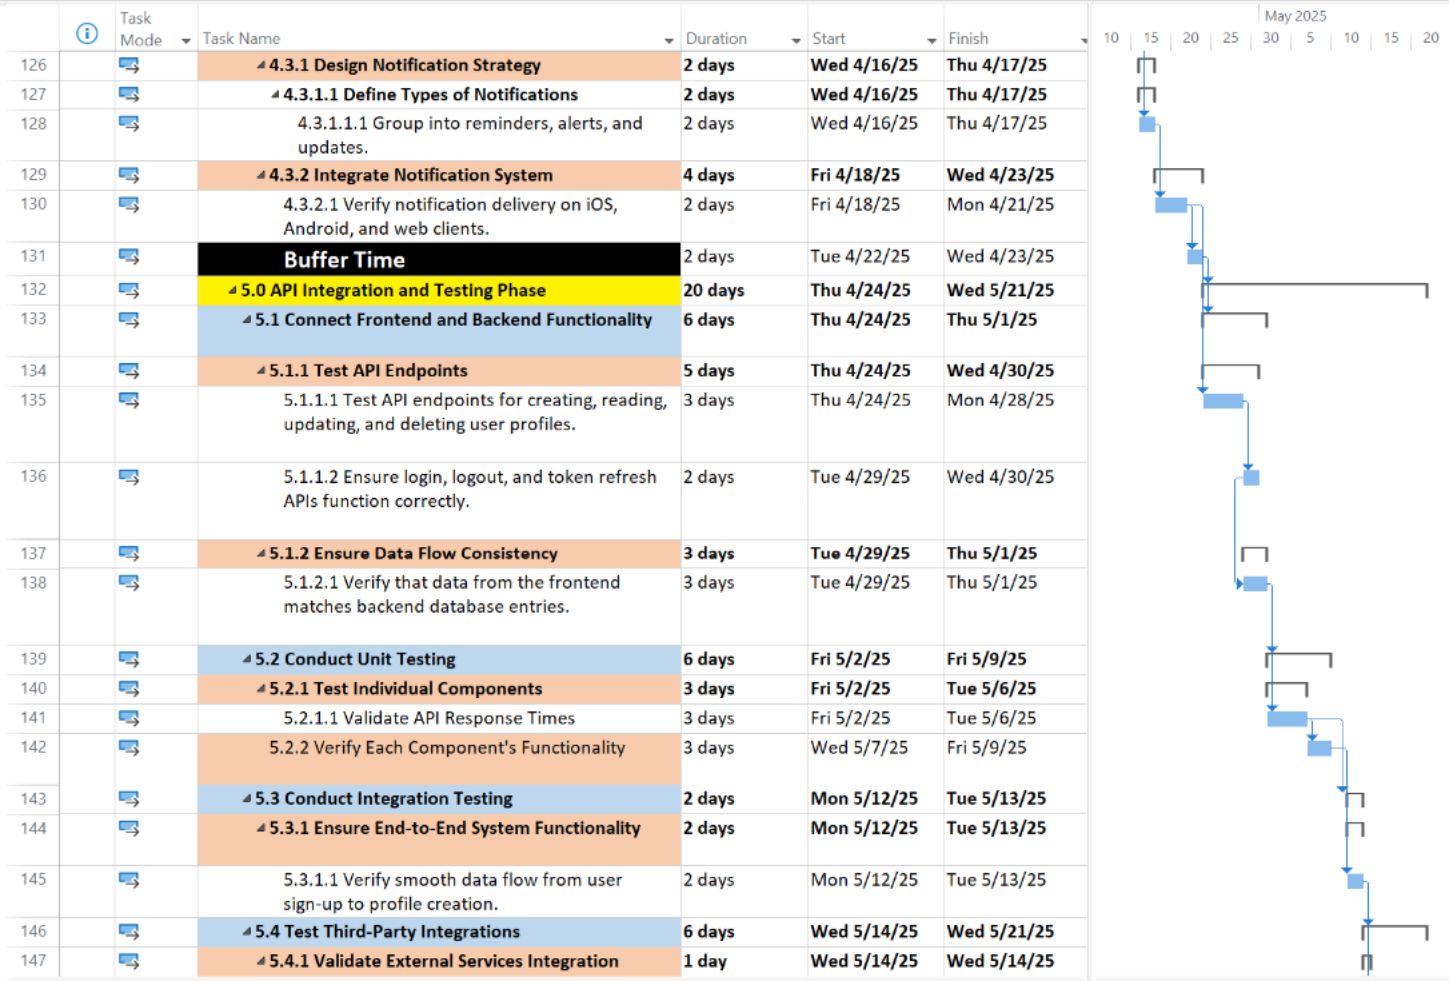 Task Mode Task Name Duration Start Finish
May 2025
10 15 20 25 30 5 10 15 20
126 4.3.1 Design Notification Strategy 2 days Wed 4/16/25 Thu 4/17/25
127 4.3.1.1 Define Types of Notifications 2 days Wed 4/16/25 Thu 4/17/25
128 4.3.1.1.1 Group into reminders, alerts, and 2 days Wed 4/16/25 Thu 4/17/25
updates.
129 4.3.2 Integrate Notification System 4 days Fri 4/18/25 Wed 4/23/25
130 4.3.2.1 Verify notification delivery on iOS, 2 days Fri 4/18/25 Mon 4/21/25
Android, and web clients.
131 Buffer Time 2 days Tue 4/22/25 Wed 4/23/25
132 5.0 API Integration and Testing Phase 20 days Thu 4/24/25 Wed 5/21/25
133 5.1 Connect Frontend and Backend Functionality 6 days Thu 4/24/25 Thu 5/1/25
134 5.1.1 Test API Endpoints 5 days Thu 4/24/25 Wed 4/30/25
135 5.1.1.1 Test API endpoints for creating, reading, 3 days Thu 4/24/25 Mon 4/28/25
updating, and deleting user profiles.
136 5.1.1.2 Ensure login, logout, and token refresh 2 days Tue 4/29/25 Wed 4/30/25
APIs function correctly.
137 5.1.2 Ensure Data Flow Consistency 3 days Tue 4/29/25 Thu 5/1/25
138 5.1.2.1 Verify that data from the frontend 3 days Tue 4/29/25 Thu 5/1/25
matches backend database entries.
139 5.2 Conduct Unit Testing 6 days Fri 5/2/25 Fri 5/9/25
140 5.2.1 Test Individual Components 3 days Fri 5/2/25 Tue 5/6/25
141 5.2.1.1 Validate API Response Times 3 days Fri 5/2/25 Tue 5/6/25
142 5.2.2 Verify Each Component's Functionality 3 days Wed 5/7/25 Fri 5/9/25
143 5.3 Conduct Integration Testing 2 days Mon 5/12/25 Tue 5/13/25
144 5.3.1 Ensure End-to-End System Functionality 2 days Mon 5/12/25 Tue 5/13/25
145 5.3.1.1 Verify smooth data flow from user 2 days Mon 5/12/25 Tue 5/13/25
sign-up to profile creation.
146 5.4 Test Third-Party Integrations 6 days Wed 5/14/25 Wed 5/21/25
147 5.4.1 Validate External Services Integration 1 day Wed 5/14/25 Wed 5/14/25